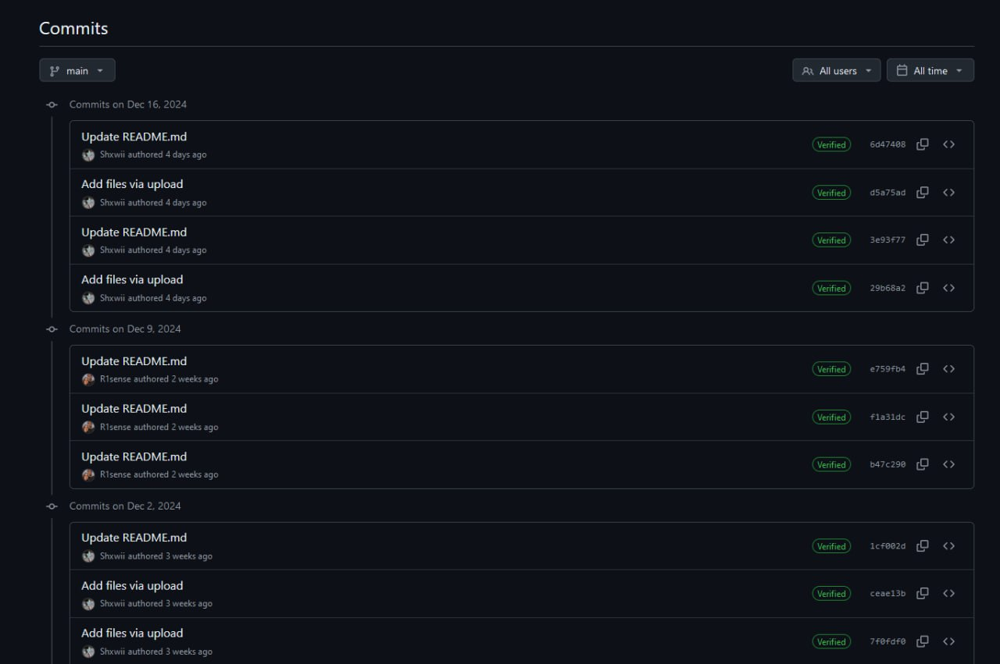 Commits
main
All users
All time
Commits on Dec 16, 2024
Update README.md
Shxwii authored 4 days ago
Verified
6d47408
Add files via upload
Shxwii authored 4 days ago
Verified
d5a75ad
Update README.md
Shxwii authored 4 days ago
Verified
3e93f77
Add files via upload
Shxwii authored 4 days ago
Verified
29b68a2
Commits on Dec 9, 2024
Update README.md
R1sense authored 2 weeks ago
Verified
e759fb4
Update README.md
R1sense authored 2 weeks ago
Verified
f1a31dc
Update README.md
R1sense authored 2 weeks ago
Verified
b47c290
Commits on Dec 2, 2024
Update README.md
Shxwii authored 3 weeks ago
Verified
1cf002d
Add files via upload
Shxwii authored 3 weeks ago
Verified
ceae13b
Add files via upload
Shxwii authored 3 weeks ago
Verified
7f0fdf0